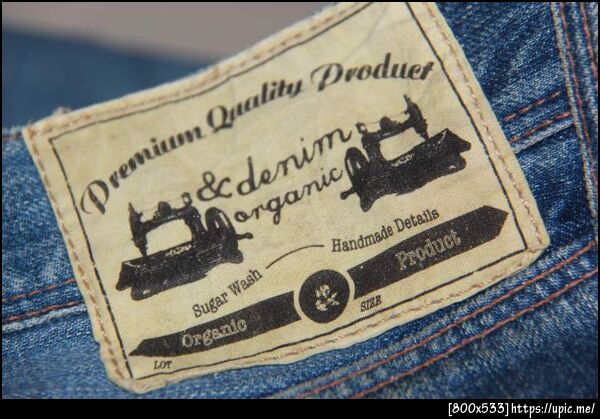 Premium Quality Product
& denim
organic
Sugar Wash
Handmade Details
Organic
Product
LOT
SIZE
[800x533]https://upic.me/